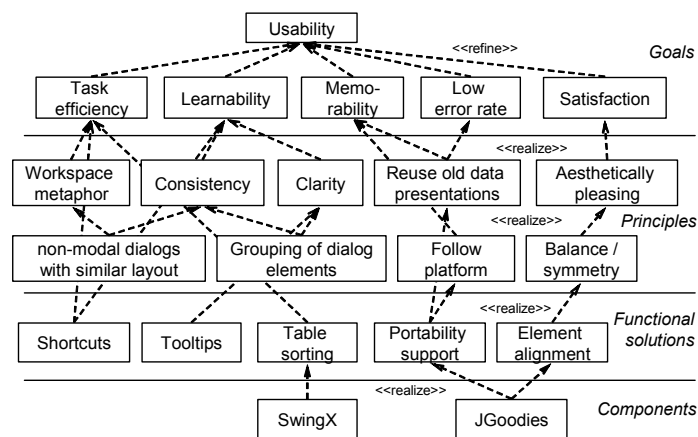 Usability
<<refine>>
Goals
Task
efficiency
Learnability
Memo-
rability
Low
error rate
Satisfaction
<<realize>>
Workspace
metaphor
Consistency
Clarity
Reuse old data
presentations
Aesthetically
pleasing
<<realize>>
Principles
non-modal dialogs
with similar layout
Grouping of dialog
elements
Follow
platform
Balance /
symmetry
<<realize>>
Functional
solutions
Shortcuts
Tooltips
Table
sorting
Portability
support
Element
alignment
<<realize>>
Components
SwingX
JGoodies